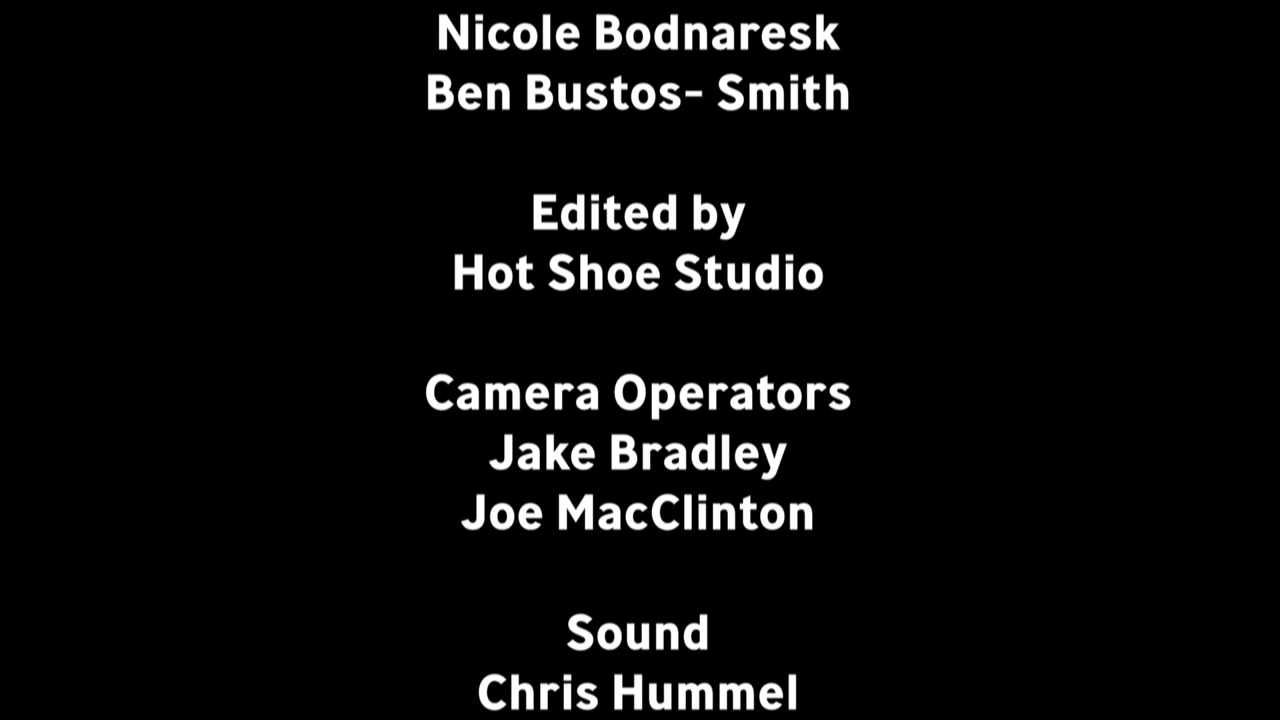 Nicole Bodnaresk
Ben Bustos- Smith
Edited by
Hot Shoe Studio
Camera Operators
Jake Bradley
Joe MacClinton
Sound
Chris Hummel